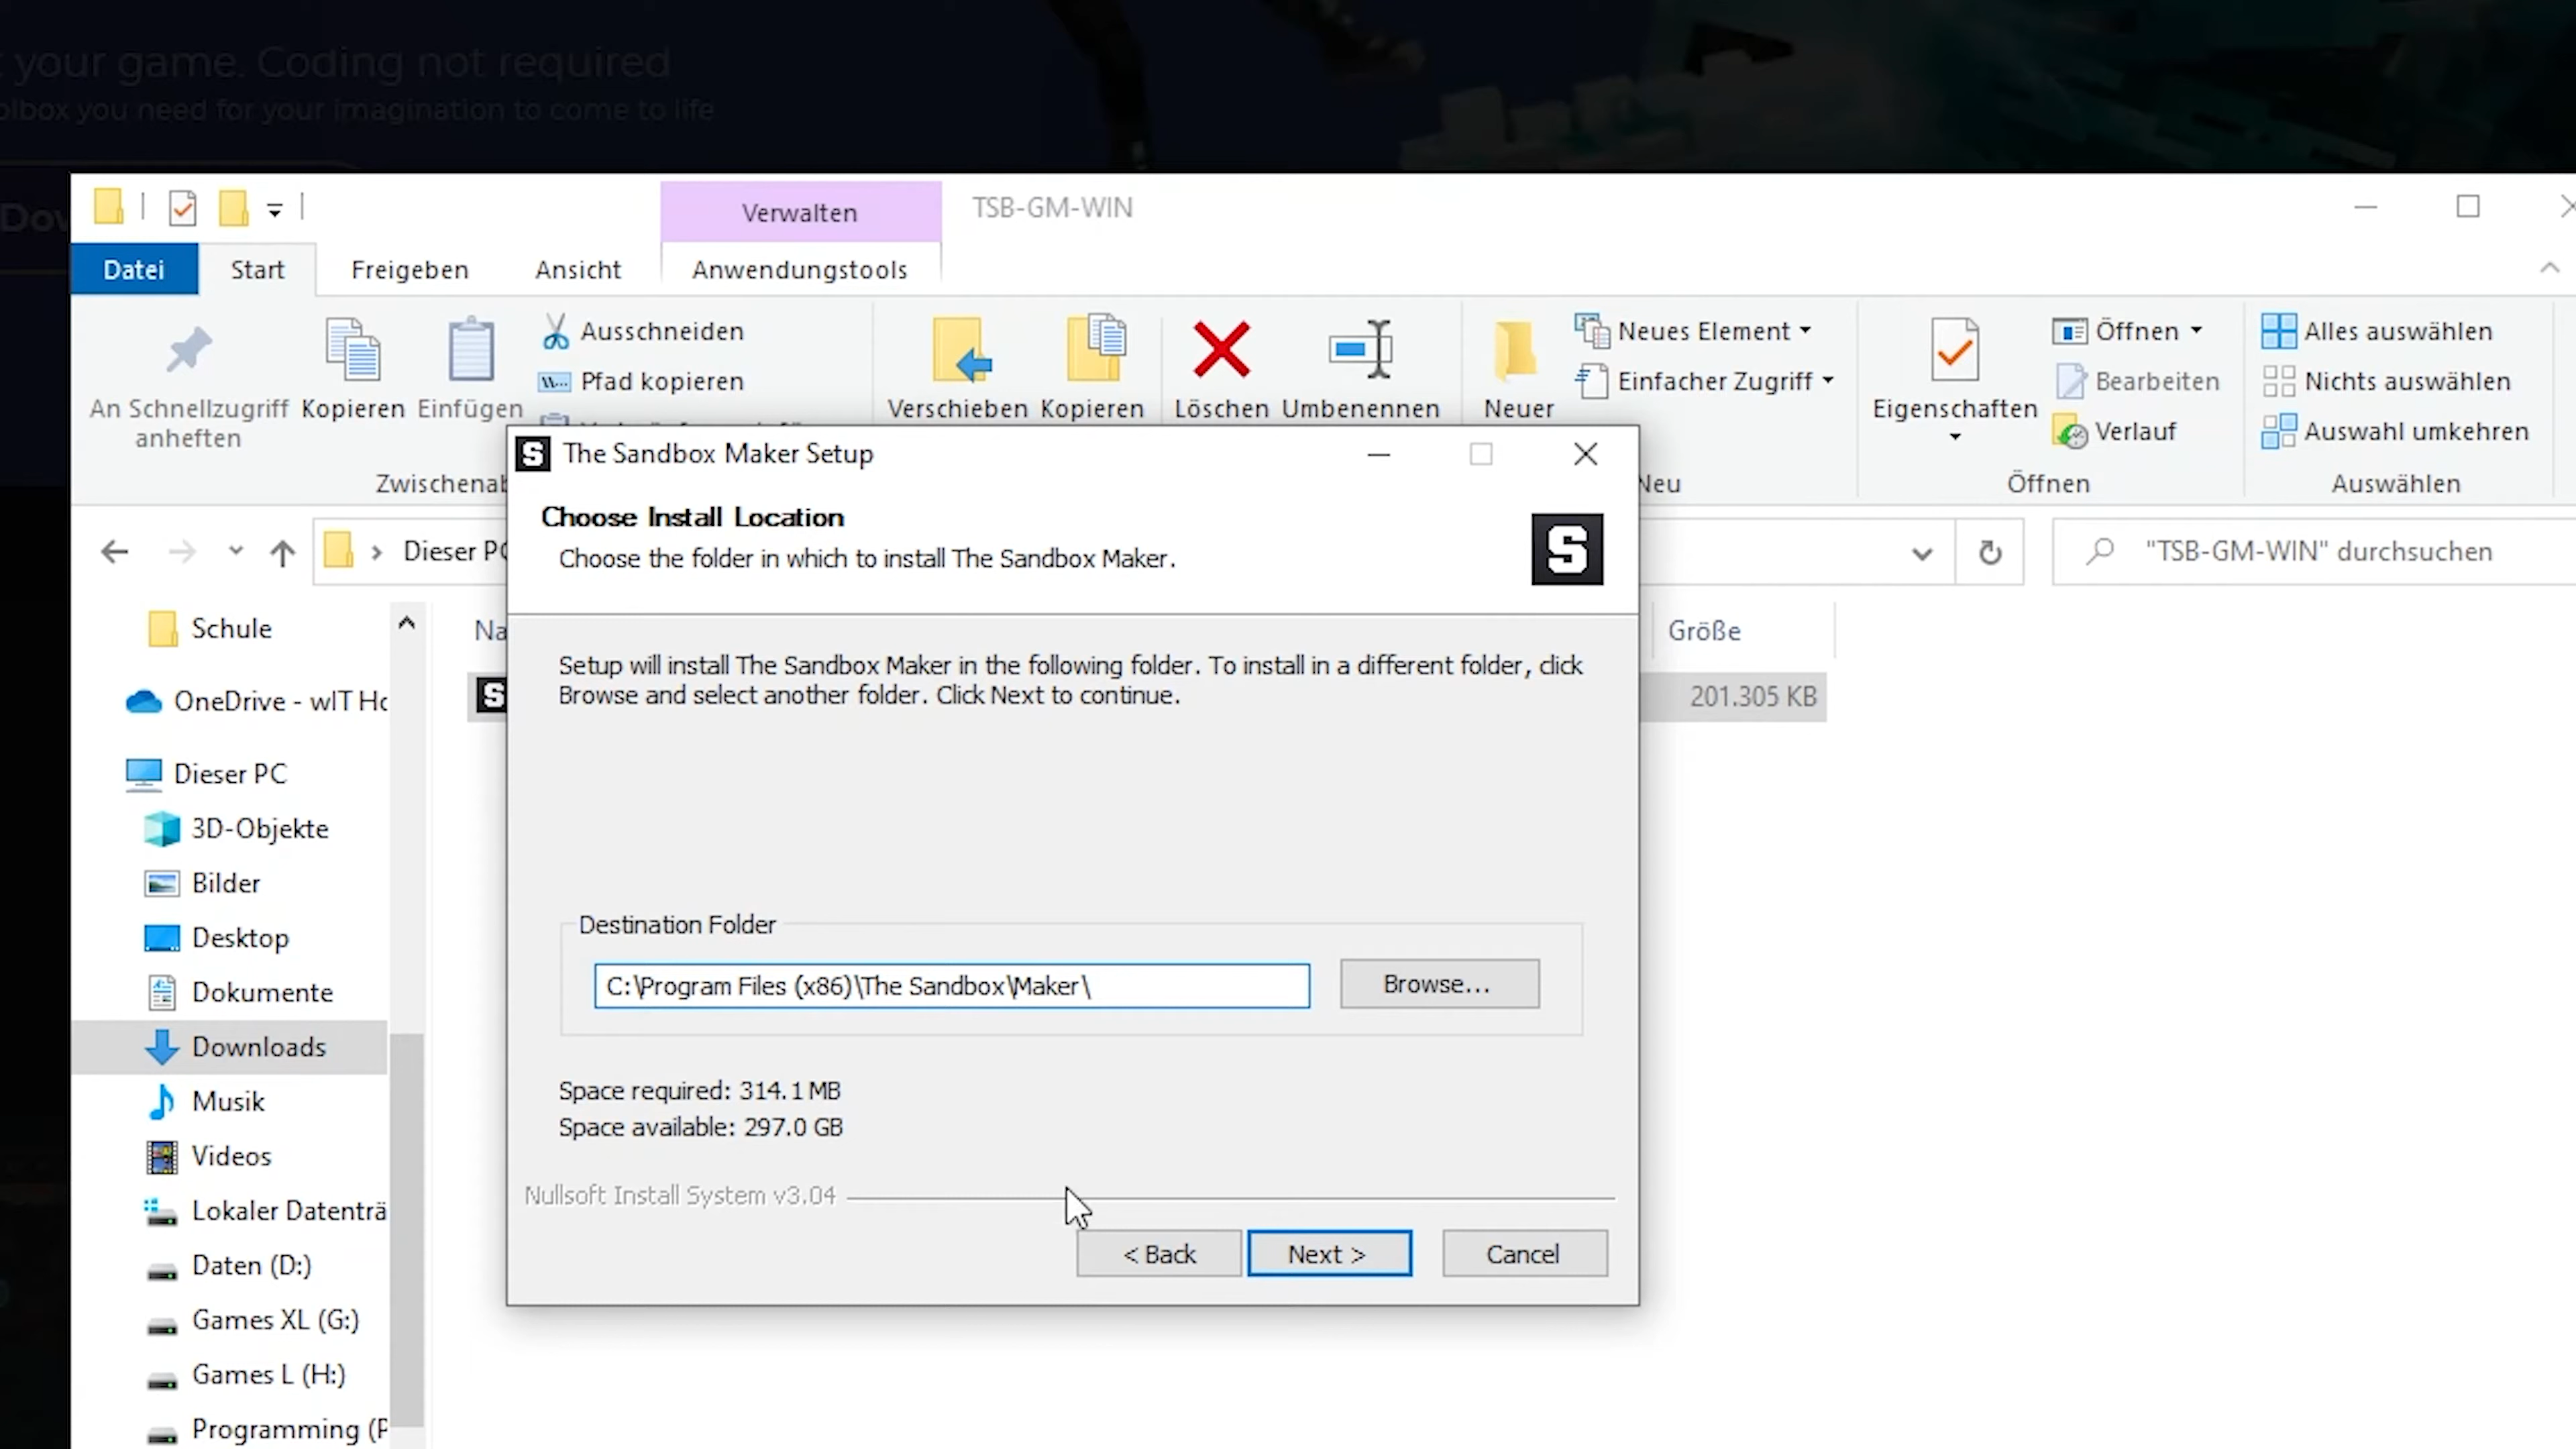 your game. Coding not required
you need for your imagination to come to life
Verwalten
TSB-GM-WIN
Datei
Start
Freigeben
Ansicht
Anwendungstools
An Schnellzugriff
anheften
Kopieren
Einfügen
Ausschneiden
Pfad kopieren
Verschieben
Kopieren
Löschen
Umbenennen
Neuer
Neues Element
Einfacher Zugriff
Eigenschaften
Öffnen
Bearbeiten
Verlauf
Alles auswählen
Nichts auswählen
Auswahl umkehren
Neu
Öffnen
Auswählen
Dieser PC
"TSB-GM-WIN" durchsuchen
Größe
201.305 KB
Schule
OneDrive - wIT
Dieser PC
3D-Objekte
Bilder
Desktop
Dokumente
Downloads
Musik
Videos
Lokaler Datenträ
Daten (D:)
Games XL (G:)
Games L (H:)
Programming
S The Sandbox Maker Setup
Choose Install Location
Choose the folder in which to install The Sandbox Maker.
S
Setup will install The Sandbox Maker in the following folder. To install in a different folder, click
Browse and select another folder. Click Next to continue.
Destination Folder
C:\Program Files (x86)\The Sandbox\Maker\
Browse...
Space required: 314.1 MB
Space available: 297.0 GB
Nullsoft Install System v3.04
< Back
Next >
Cancel